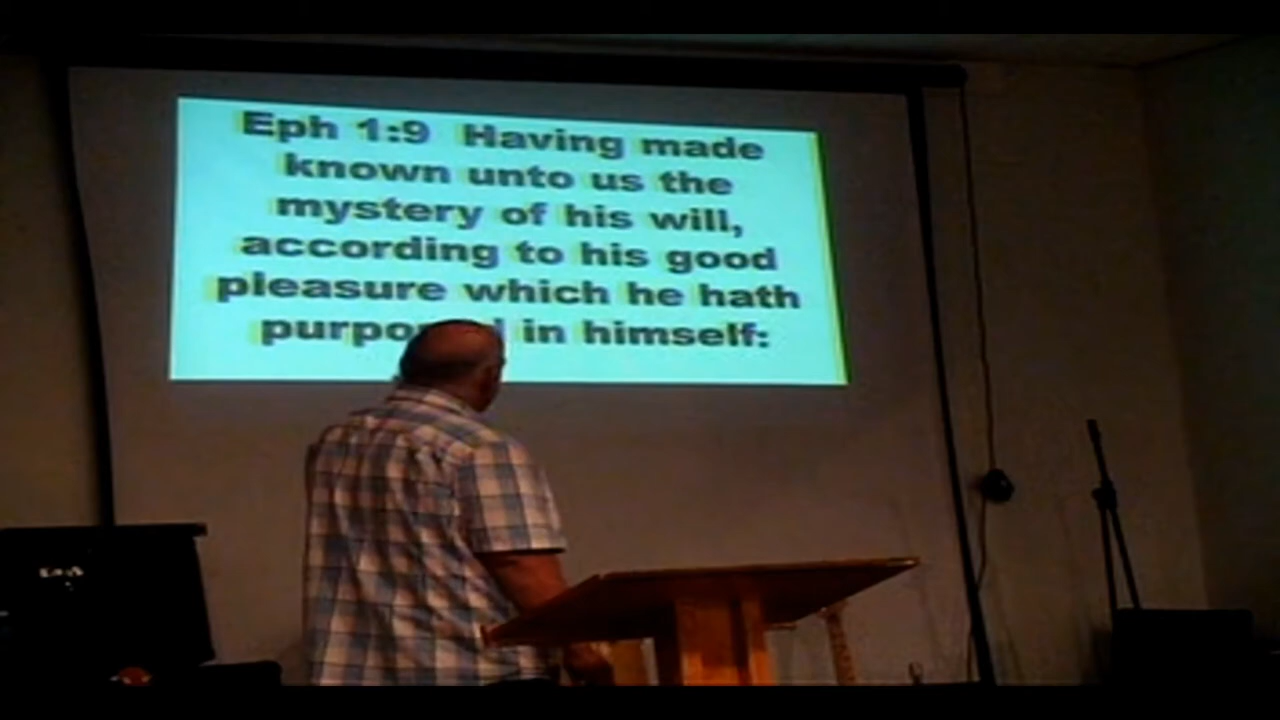 Eph 1:9 Having made
known unto us the
mystery of his will,
according to his good
pleasure which he hath
in himself: